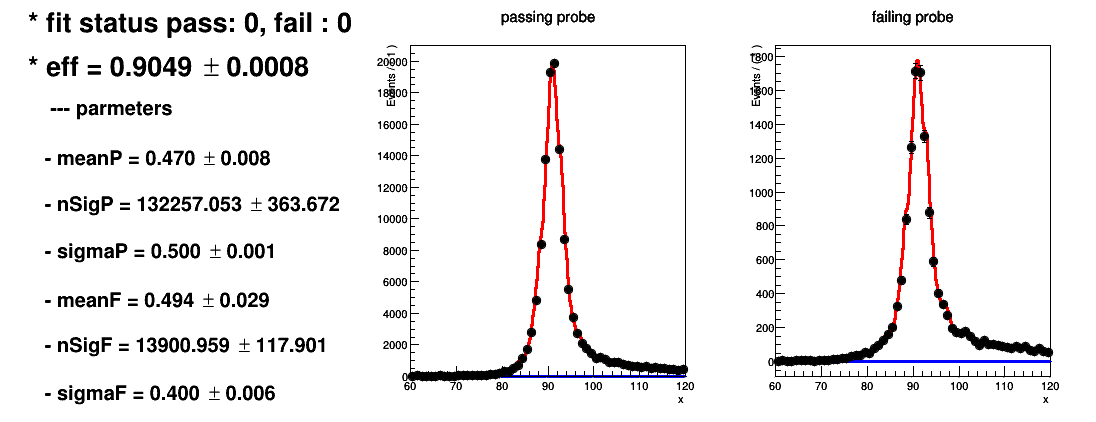 * fit status pass: 0, fail : 0
* eff = 0.9049 ± 0.0008
--- parmeters
- meanP = 0.470 ± 0.008
- nSigP = 132257.053 ± 363.672
- sigmaP = 0.500 ± 0.001
- meanF = 0.494 ± 0.029
- nSigF = 13900.959 ± 117.901
- sigmaF = 0.400 ± 0.006
passing probe
20000
18000
16000
14000
12000
10000
8000
6000
4000
2000
0
60 70 80 90 100 110 120
x
failing probe
1800
1600
1400
1200
1000
800
600
400
200
0
60 70 80 90 100 110 120
x